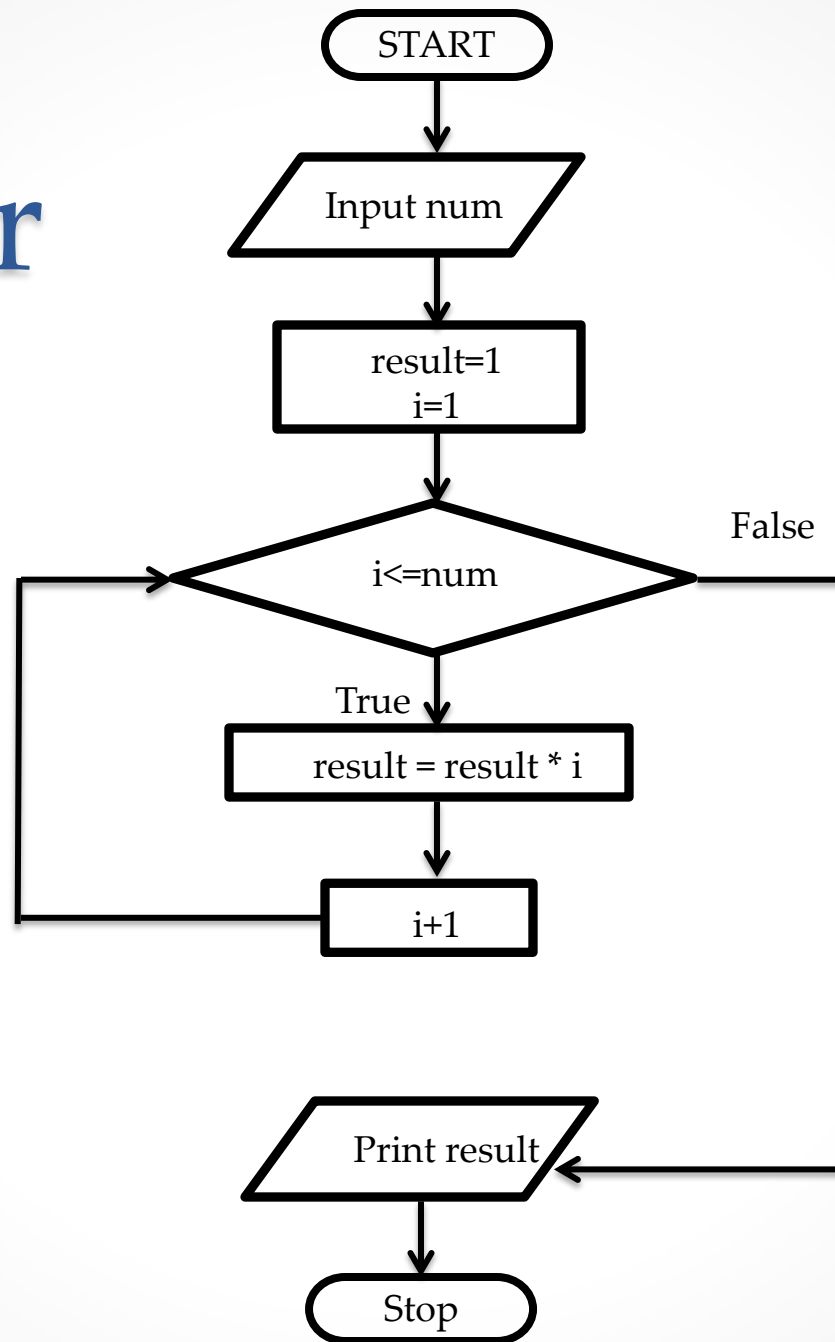 START
r
Input num
result=1
i=1
False
i<=num
True
result = result * i
i+1
Print result
Stop